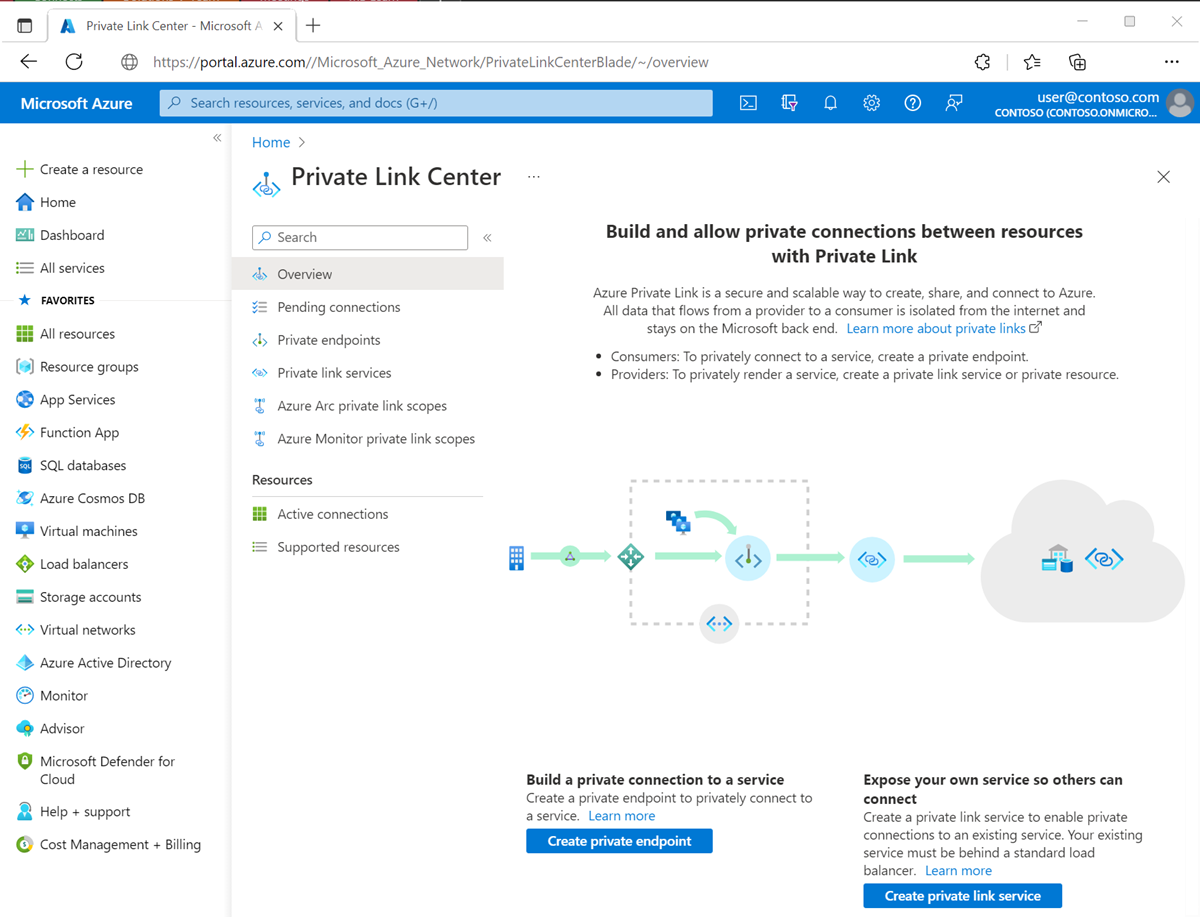 Private Link Center - Microsoft A
https://portal.azure.com//Microsoft_Azure_Network/PrivateLinkCenterBlade/~/overview
Microsoft Azure
Search resources, services, and docs (G+/)
user@contoso.com
CONTOSO (CONTOSO.ONMICRO...
Create a resource
Home
Dashboard
All services
FAVORITES
All resources
Resource groups
App Services
Function App
SQL databases
Azure Cosmos DB
Virtual machines
Load balancers
Storage accounts
Virtual networks
Azure Active Directory
Monitor
Advisor
Microsoft Defender for
Cloud
Help + support
Cost Management + Billing
Home
Private Link Center
Search
Overview
Pending connections
Private endpoints
Private link services
Azure Arc private link scopes
Azure Monitor private link scopes
Resources
Active connections
Supported resources
Build and allow private connections between resources
with Private Link
Azure Private Link is a secure and scalable way to create, share, and connect to Azure.
All data that flows from a provider to a consumer is isolated from the internet and
stays on the Microsoft back end. Learn more about private links
• Consumers: To privately connect to a service, create a private endpoint.
• Providers: To privately render a service, create a private link service or private resource.
Build a private connection to a service
Create a private endpoint to privately connect to
a service. Learn more
Create private endpoint
Expose your own service so others can
connect
Create a private link service to enable private
connections to an existing service. Your existing
service must be behind a standard load
balancer. Learn more
Create private link service